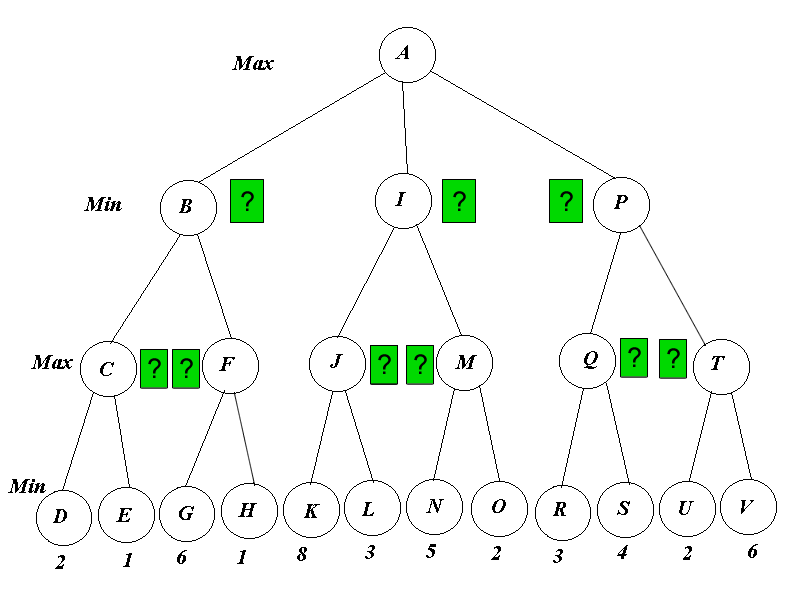 A
Max
Min B ? I ? ? P
Max C ? ? F J ? ? M Q ? ? T
Min D E G H K L N O R S U V
2 1 6 1 8 3 5 2 3 4 2 6